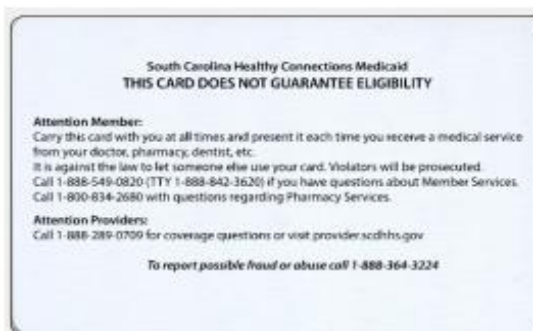 South Carolina Healthy Connections Medicaid
THIS CARD DOES NOT GUARANTEE ELIGIBILITY
Attention Member:
Carry this card with you at all times and present it each time you receive a medical service
from your doctor, pharmacy, dentist, etc.
It is against the law to let someone else use your card. Violators will be prosecuted.
Call 1-888-549-0820 (TTY 1-888-842-3620) if you have questions about Member Services.
Call 1-800-834-2680 with questions regarding Pharmacy Services.
Attention Providers:
Call 1-888-289-0709 for coverage questions or visit provider.scdhhs.gov
To report possible fraud or abuse call 1-888-364-3224